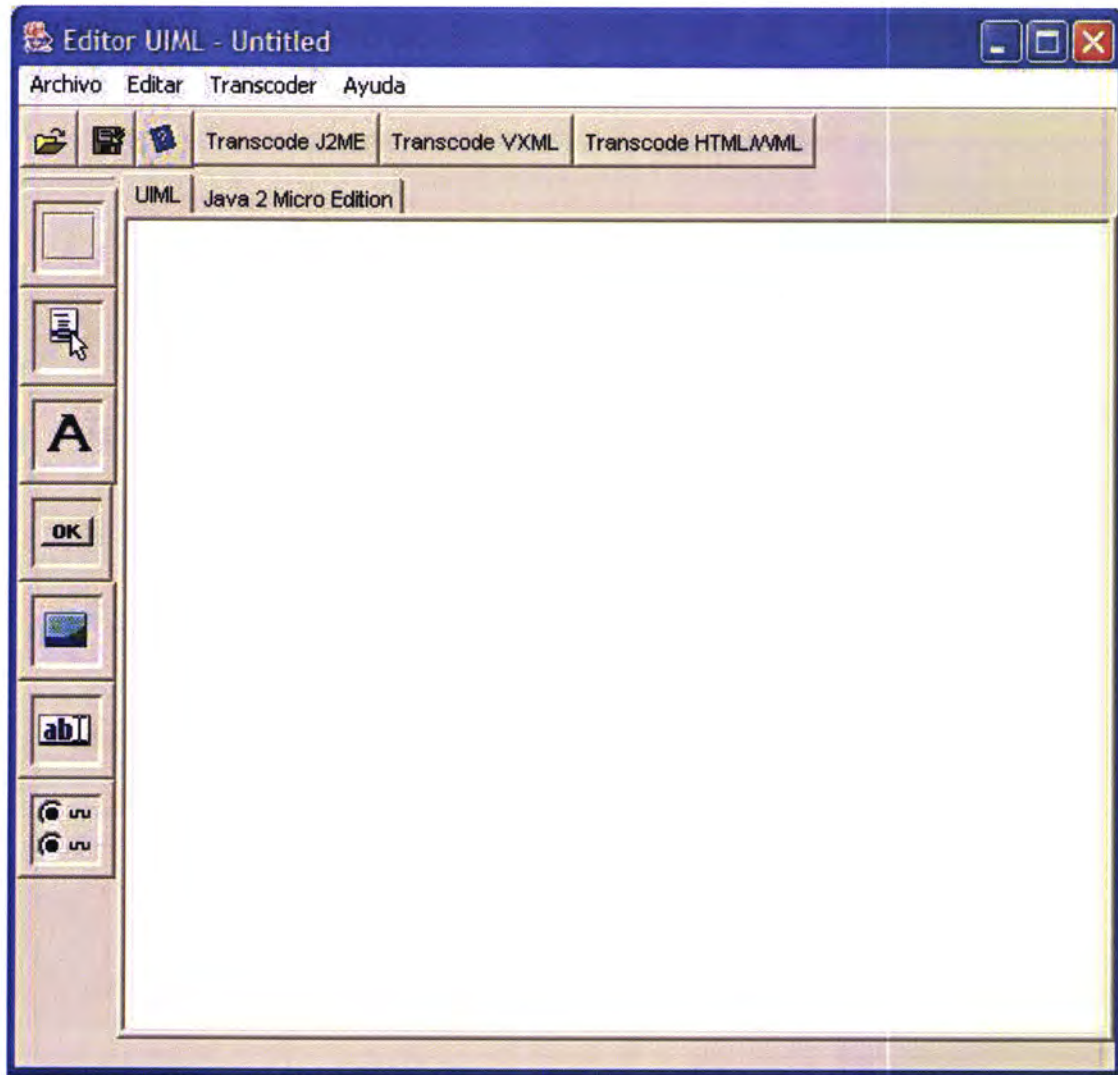 Editor UIML - Untitled
Archivo Editar Transcoder Ayuda
Transcode J2ME Transcode VXML Transcode HTML/WML
UIML Java 2 Micro Edition
A
OK
ab